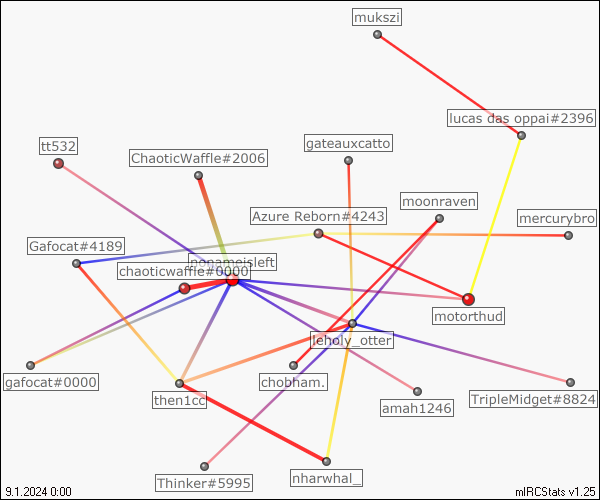 mukszi
lucas das oppai#2396
tt532
gateauxcatto
ChaoticWaffle#2006
moonraven
Azure Reborn#4243
mercurybro
Gafocat#4189
nonameisleft
chaoticwaffle#0000
motorthud
leholy_otter
gafocat#0000
chobham.
then1cc
amah1246
TripleMidget#8824
Thinker#5995
nharwhal_
9.1.2024 0:00
mIRCStats v1.25